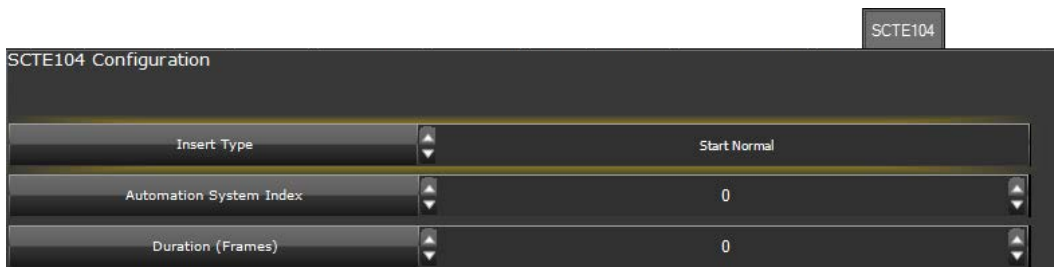 SCTE104
SCTE104 Configuration
Insert Type
Start Normal
Automation System Index
0
Duration (Frames)
0